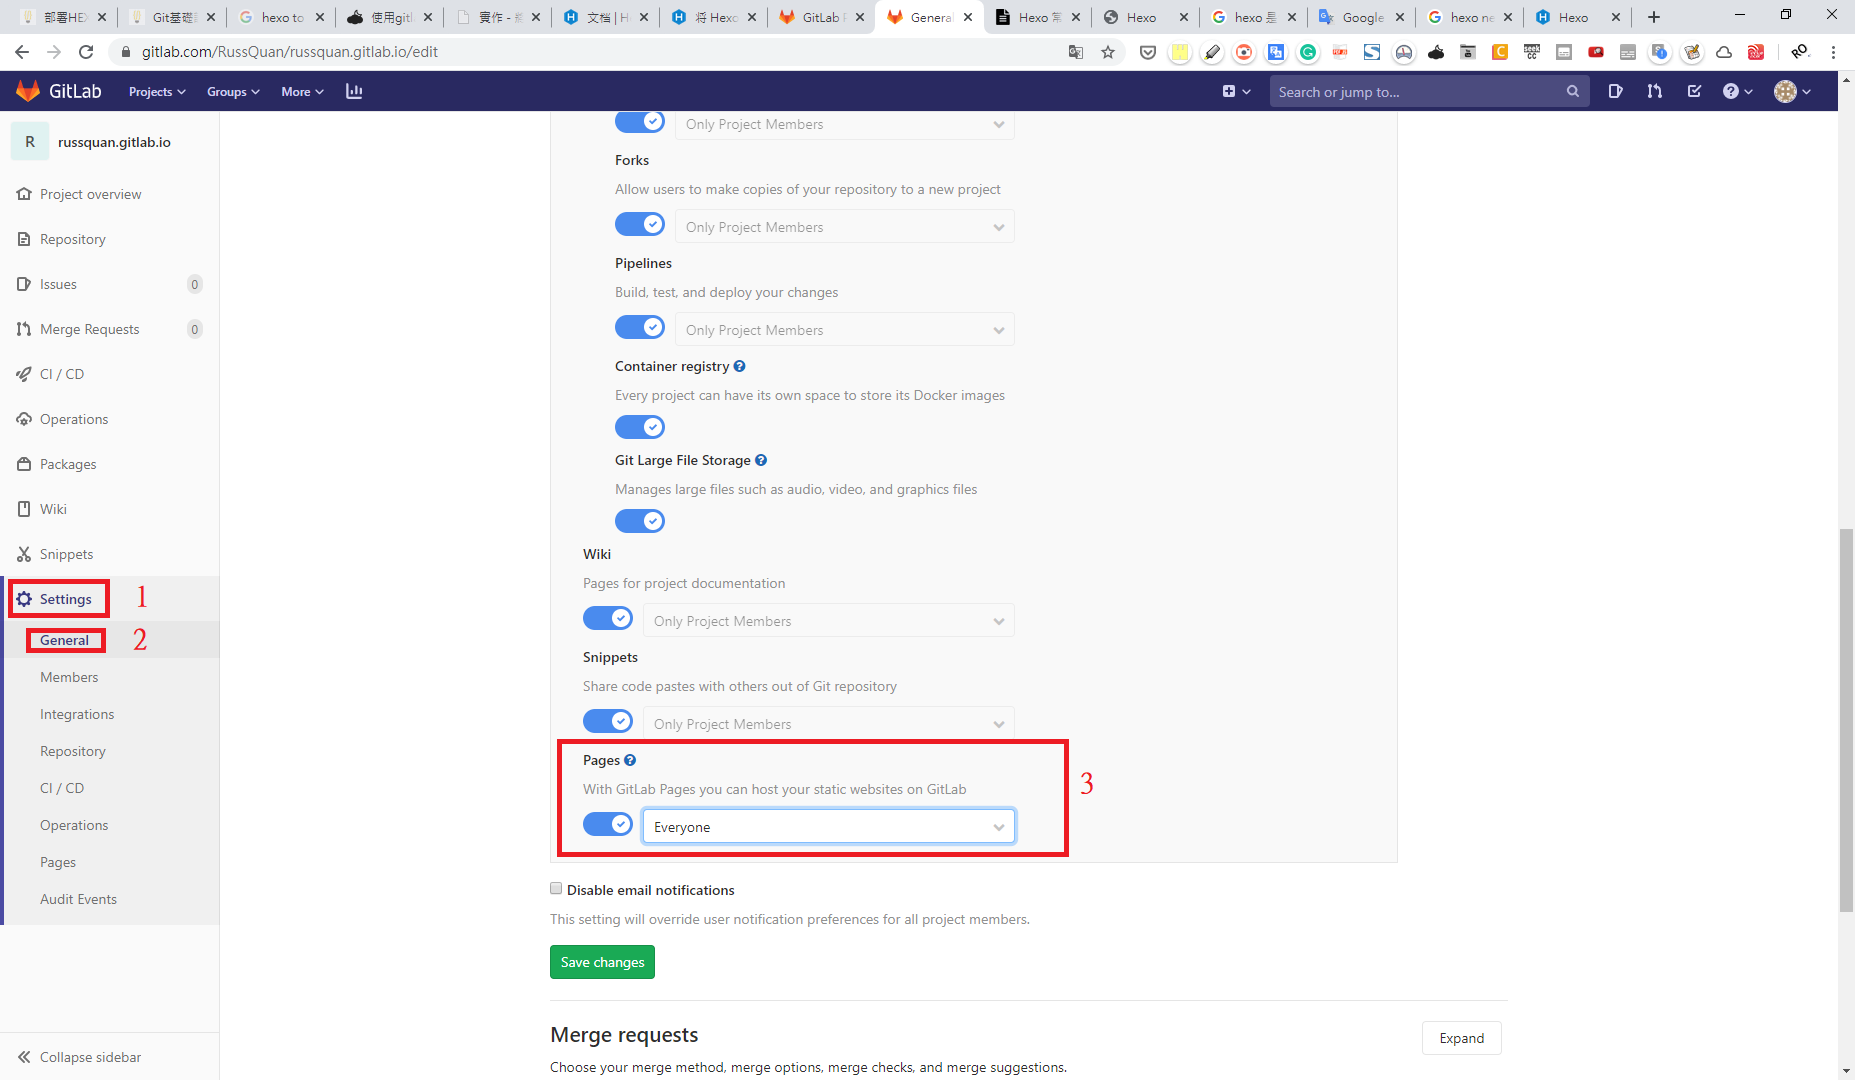 部署HEX
Git基礎
hexo to
使用gitl
實作 -
文档 | H
将 Hexo
GitLab P
General
Hexo 常
Hexo
hexo 是
Google
hexo ne
Hexo
gitlab.com/RussQuan/russquan.gitlab.io/edit
GitLab
Projects
Groups
More
Search or jump to...
R
russquan.gitlab.io
Project overview
Repository
Issues
0
Merge Requests
0
CI / CD
Operations
Packages
Wiki
Snippets
Settings
1
General
2
Members
Integrations
Repository
CI / CD
Operations
Pages
Audit Events
Collapse sidebar
Only Project Members
Forks
Allow users to make copies of your repository to a new project
Only Project Members
Pipelines
Build, test, and deploy your changes
Only Project Members
Container registry
Every project can have its own space to store its Docker images
Git Large File Storage
Manages large files such as audio, video, and graphics files
Wiki
Pages for project documentation
Only Project Members
Snippets
Share code pastes with others out of Git repository
Only Project Members
Pages
With GitLab Pages you can host your static websites on GitLab
3
Everyone
Disable email notifications
This setting will override user notification preferences for all project members.
Save changes
Merge requests
Expand
Choose your merge method, merge options, merge checks, and merge suggestions.